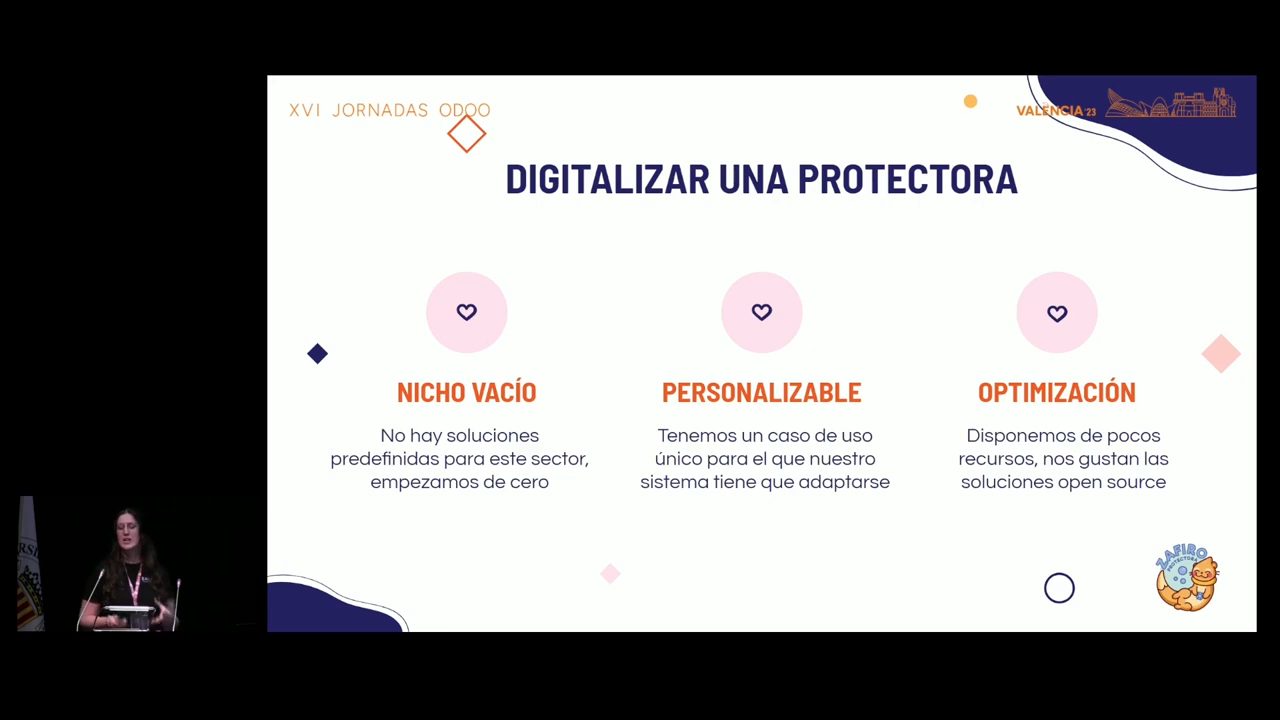 XVI JORNADAS ODOO
VALÈNCIA '23
DIGITALIZAR UNA PROTECTORA
NICHO VACÍO
No hay soluciones
predefinidas para este sector,
empezamos de cero
PERSONALIZABLE
Tenemos un caso de uso
único para el que nuestro
sistema tiene que adaptarse
OPTIMIZACIÓN
Disponemos de pocos
recursos, nos gustan las
soluciones open source
ZAFIRO
PROTECTORA